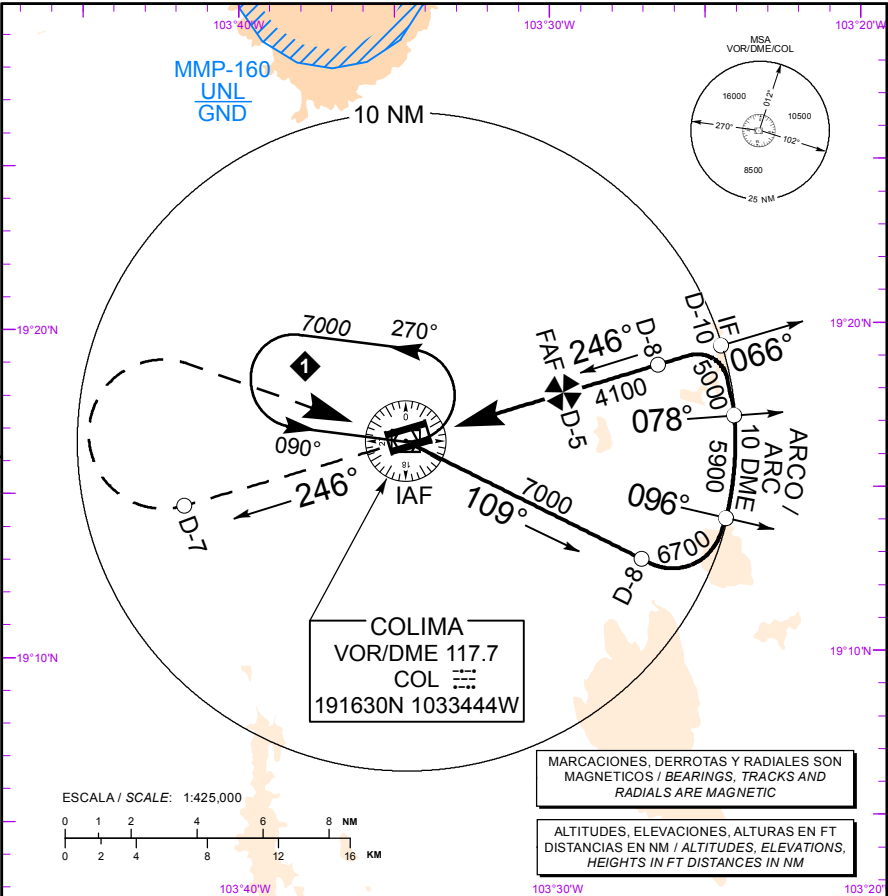 103°40'W
103°30'W
103°20'W
MMP-160
UNL
GND
10 NM
MSA
VOR/DME/COL
16000
012°
10500
270°
102°
8500
25 NM
19°20'N
19°20'N
7000
270°
1
090°
FAF
246°
D-8
D-10
IF
066°
4100
5000
D-5
078°
ARCO /
ARC
10 DME
5900
096°
IAF
7000
109°
6700
D-8
246°
D-7
0
18
COLIMA
VOR/DME 117.7
COL
191630N 1033444W
19°10'N
19°10'N
MARCACIONES, DERROTAS Y RADIALES SON
MAGNETICOS / BEARINGS, TRACKS AND
RADIALS ARE MAGNETIC
ESCALA / SCALE: 1:425,000
0 1 2 4 6 8 NM
0 2 4 8 12 16 KM
ALTITUDES, ELEVACIONES, ALTURAS EN FT
DISTANCIAS EN NM / ALTITUDES, ELEVATIONS,
HEIGHTS IN FT DISTANCES IN NM
103°40'W
103°30'W
103°20'